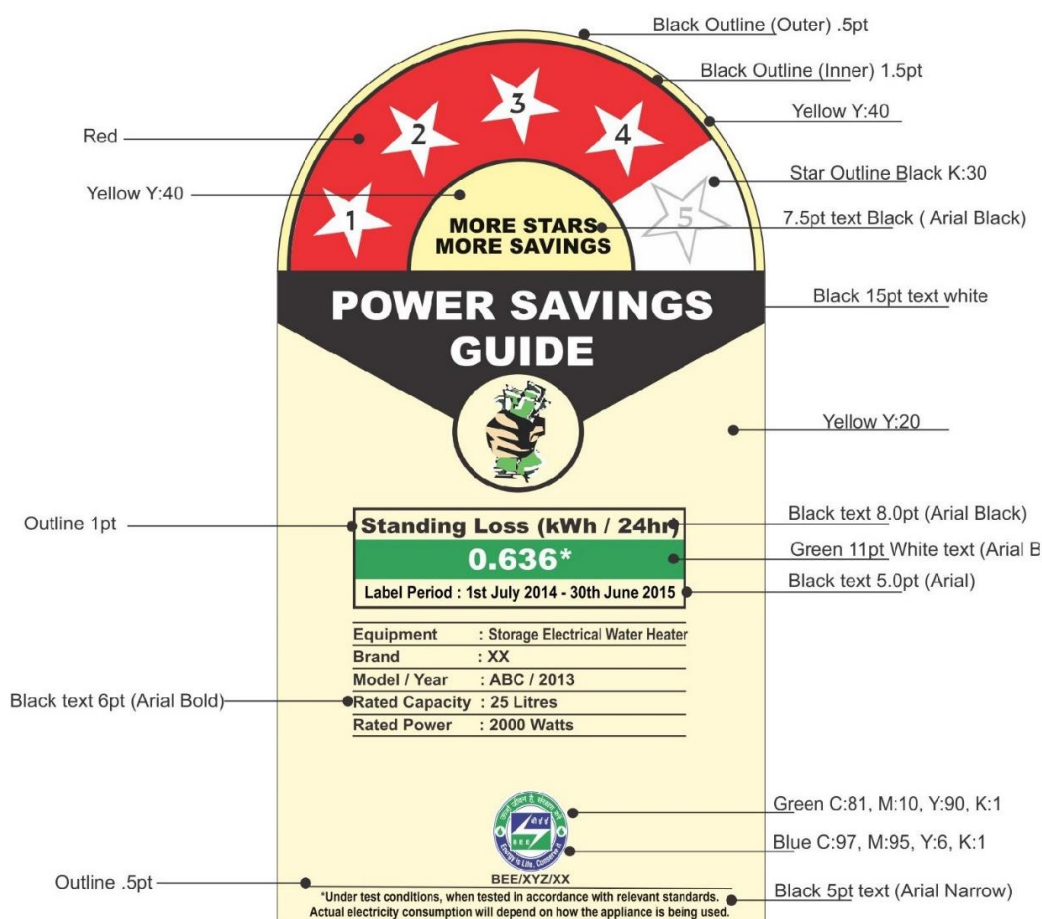 Black Outline (Outer) .5pt
Black Outline (Inner) 1.5pt
Yellow Y:40
Star Outline Black K:30
7.5pt text Black ( Arial Black)
Red
Yellow Y:40
1
2
3
4
5
MORE STARS
MORE SAVINGS
Black 15pt text white
POWER SAVINGS
GUIDE
Yellow Y:20
Outline 1pt
Standing Loss (kWh / 24hr)
Black text 8.0pt (Arial Black)
0.636*
Green 11pt White text (Arial B
Label Period : 1st July 2014 - 30th June 2015
Black text 5.0pt (Arial)
Equipment : Storage Electrical Water Heater
Brand : XX
Model / Year : ABC / 2013
Black text 6pt (Arial Bold)
Rated Capacity : 25 Litres
Rated Power : 2000 Watts
Green C:81, M:10, Y:90, K:1
बी ई ई
BEE
Energy is Life, Conserve it
Blue C:97, M:95, Y:6, K:1
BEE/XYZ/XX
Outline .5pt
*Under test conditions, when tested in accordance with relevant standards.
Actual electricity consumption will depend on how the appliance is being used.
Black 5pt text (Arial Narrow)